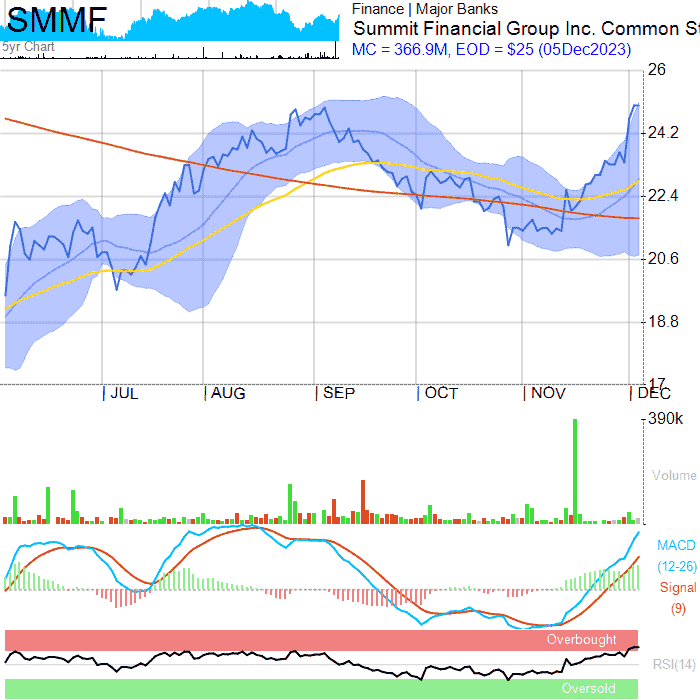 SMMF
Finance | Major Banks
Summit Financial Group Inc. Common St
5yr Chart
MC = 366.9M, EOD = $25 (05Dec2023)
26
24.2
22.4
20.6
18.8
17
JUL
AUG
SEP
OCT
NOV
DEC
390k
Volume
MACD
(12-26)
Signal
(9)
Overbought
RSI(14)
Oversold